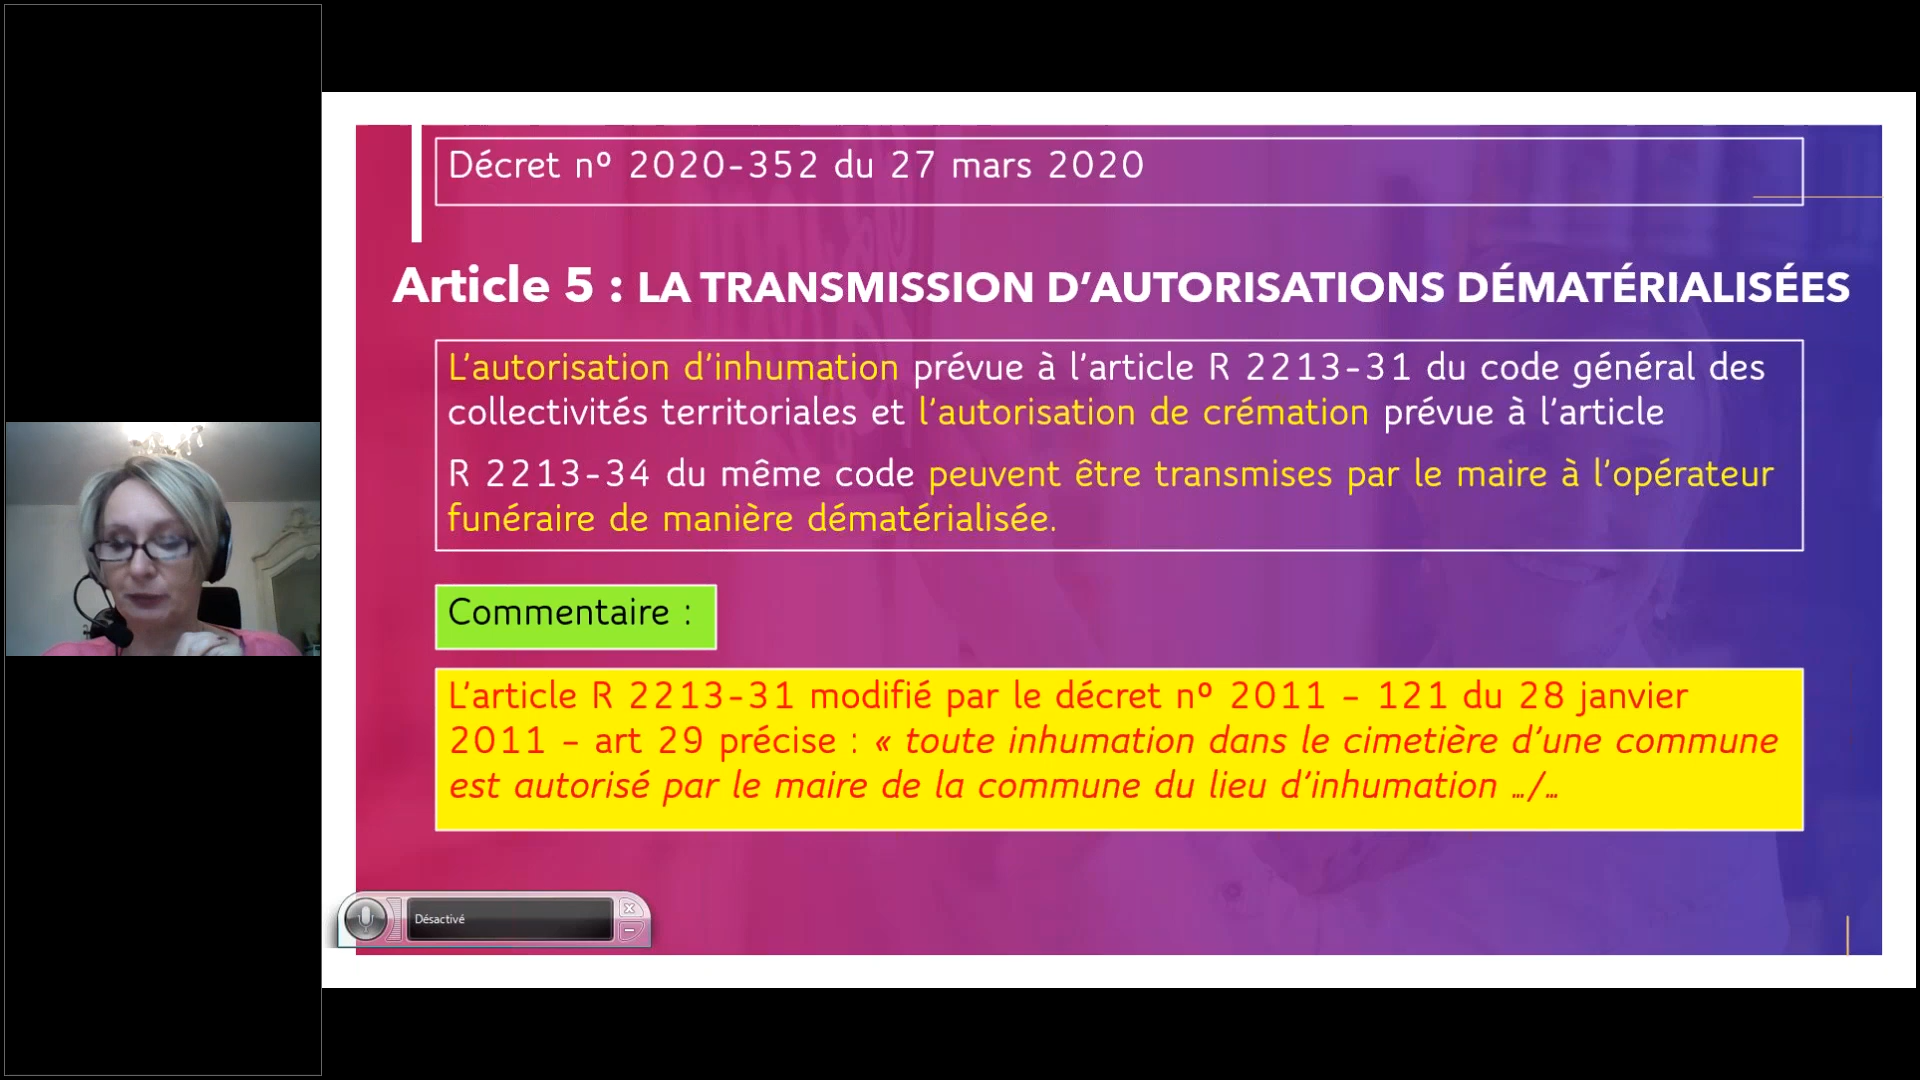 Décret nº 2020-352 du 27 mars 2020
Article 5 : LA TRANSMISSION D’AUTORISATIONS DÉMATÉRIALISÉES
L’autorisation d’inhumation prévue à l’article R 2213-31 du code général des
collectivités territoriales et l’autorisation de crémation prévue à l’article
R 2213-34 du même code peuvent être transmises par le maire à l’opérateur
funéraire de manière dématérialisée.
Commentaire :
L’article R 2213-31 modifié par le décret nº 2011 – 121 du 28 janvier
2011 – art 29 précise : « toute inhumation dans le cimetière d’une commune
est autorisé par le maire de la commune du lieu d’inhumation …/…
Désactivé